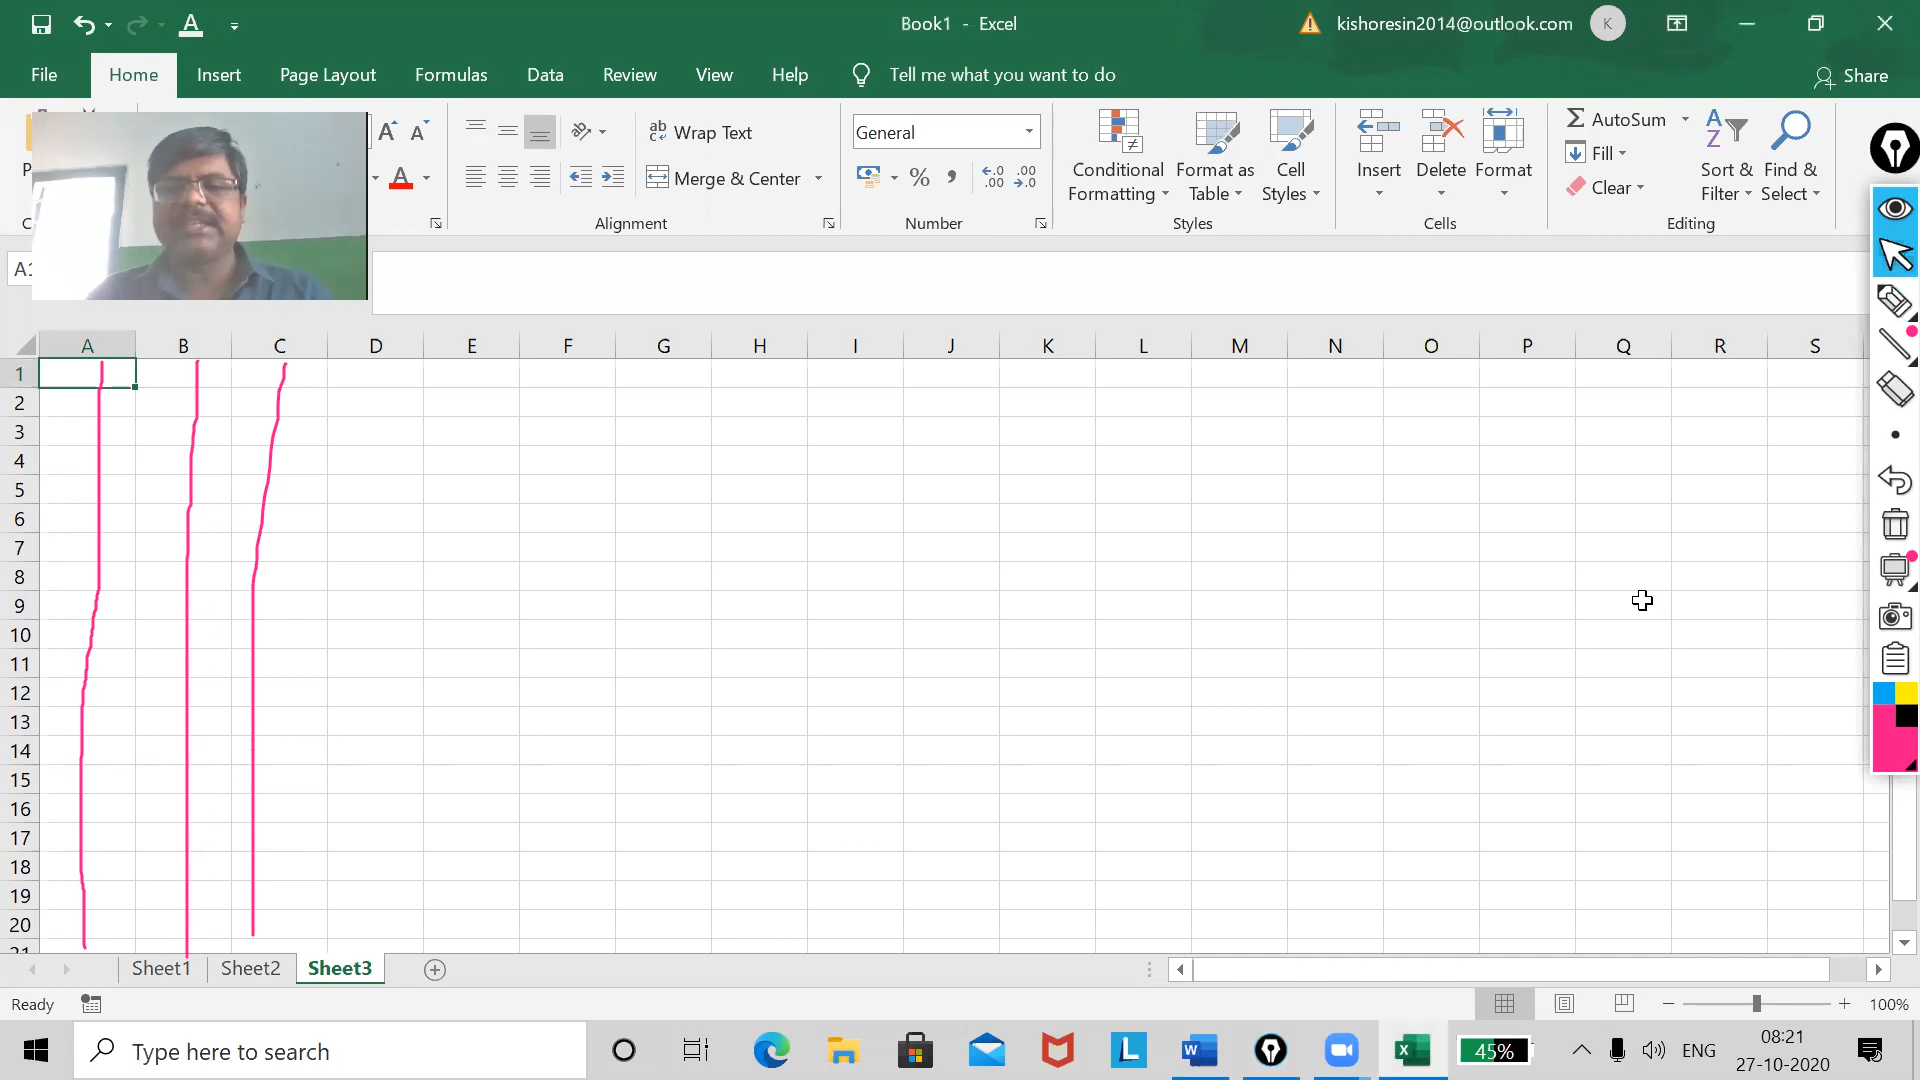 Book1 - Excel
kishoresin2014@outlook.com
K
File Home Insert Page Layout Formulas Data Review View Help Tell me what you want to do
Share
Wrap Text
General
AutoSum
Fill
Clear
Merge & Center
Conditional Formatting
Format as Table
Cell Styles
Insert
Delete
Format
Sort & Filter
Find & Select
Alignment
Number
Styles
Cells
Editing
A B C D E F G H I J K L M N O P Q R S
1
2
3
4
5
6
7
8
9
10
11
12
13
14
15
16
17
18
19
20
21
Sheet1 Sheet2 Sheet3
Ready
100%
Type here to search
45%
ENG
08:21
27-10-2020